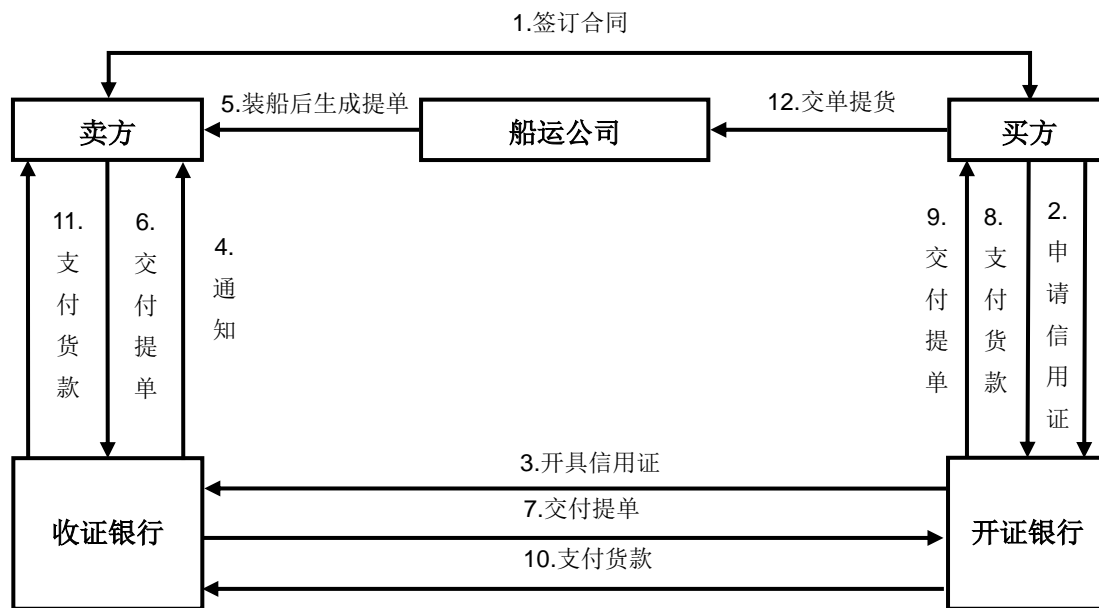 1.签订合同
5.装船后生成提单
12.交单提货
卖方
船运公司
买方
11.支付货款
6.交付提单
4.通知
9.交付提单
8.支付货款
2.申请信用证
3.开具信用证
7.交付提单
10.支付货款
收证银行
开证银行